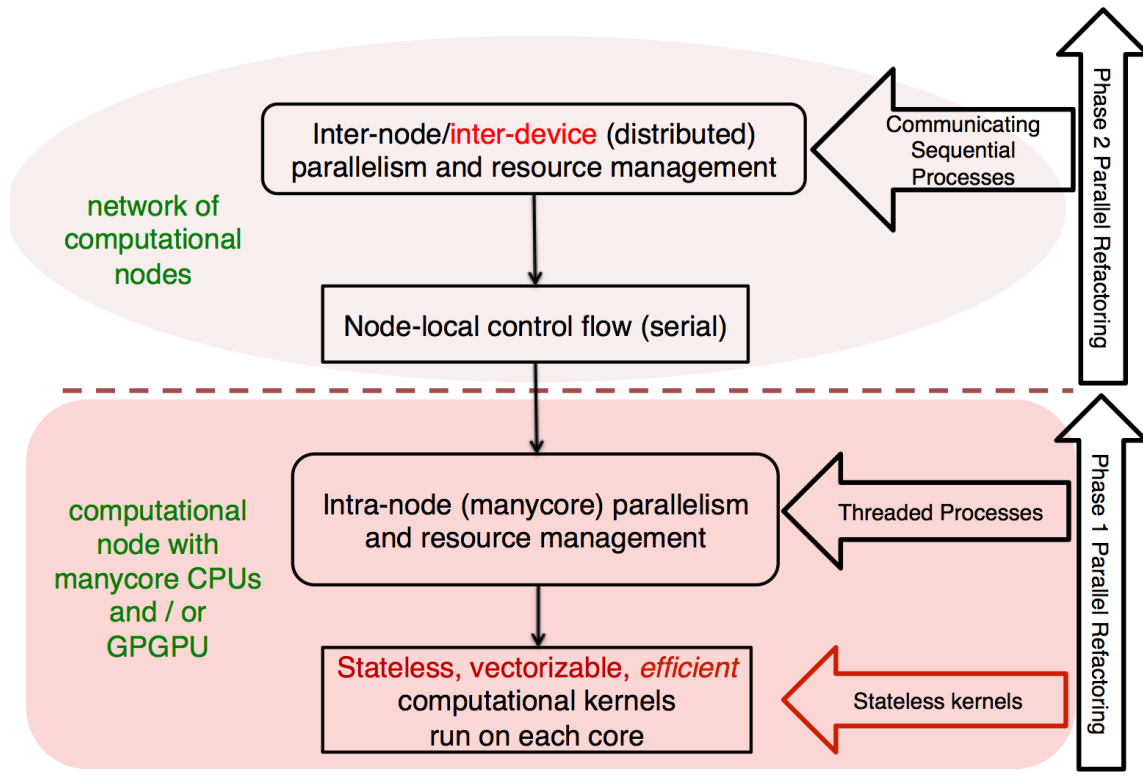 Inter-node/inter-device (distributed)
parallelism and resource management
Communicating
Sequential
Processes
Phase 2 Parallel Refactoring
network of
computational
nodes
Node-local control flow (serial)
computational
node with
manycore CPUs
and / or
GPGPU
Intra-node (manycore) parallelism
and resource management
Threaded Processes
Phase 1 Parallel Refactoring
Stateless, vectorizable, efficient
computational kernels
run on each core
Stateless kernels